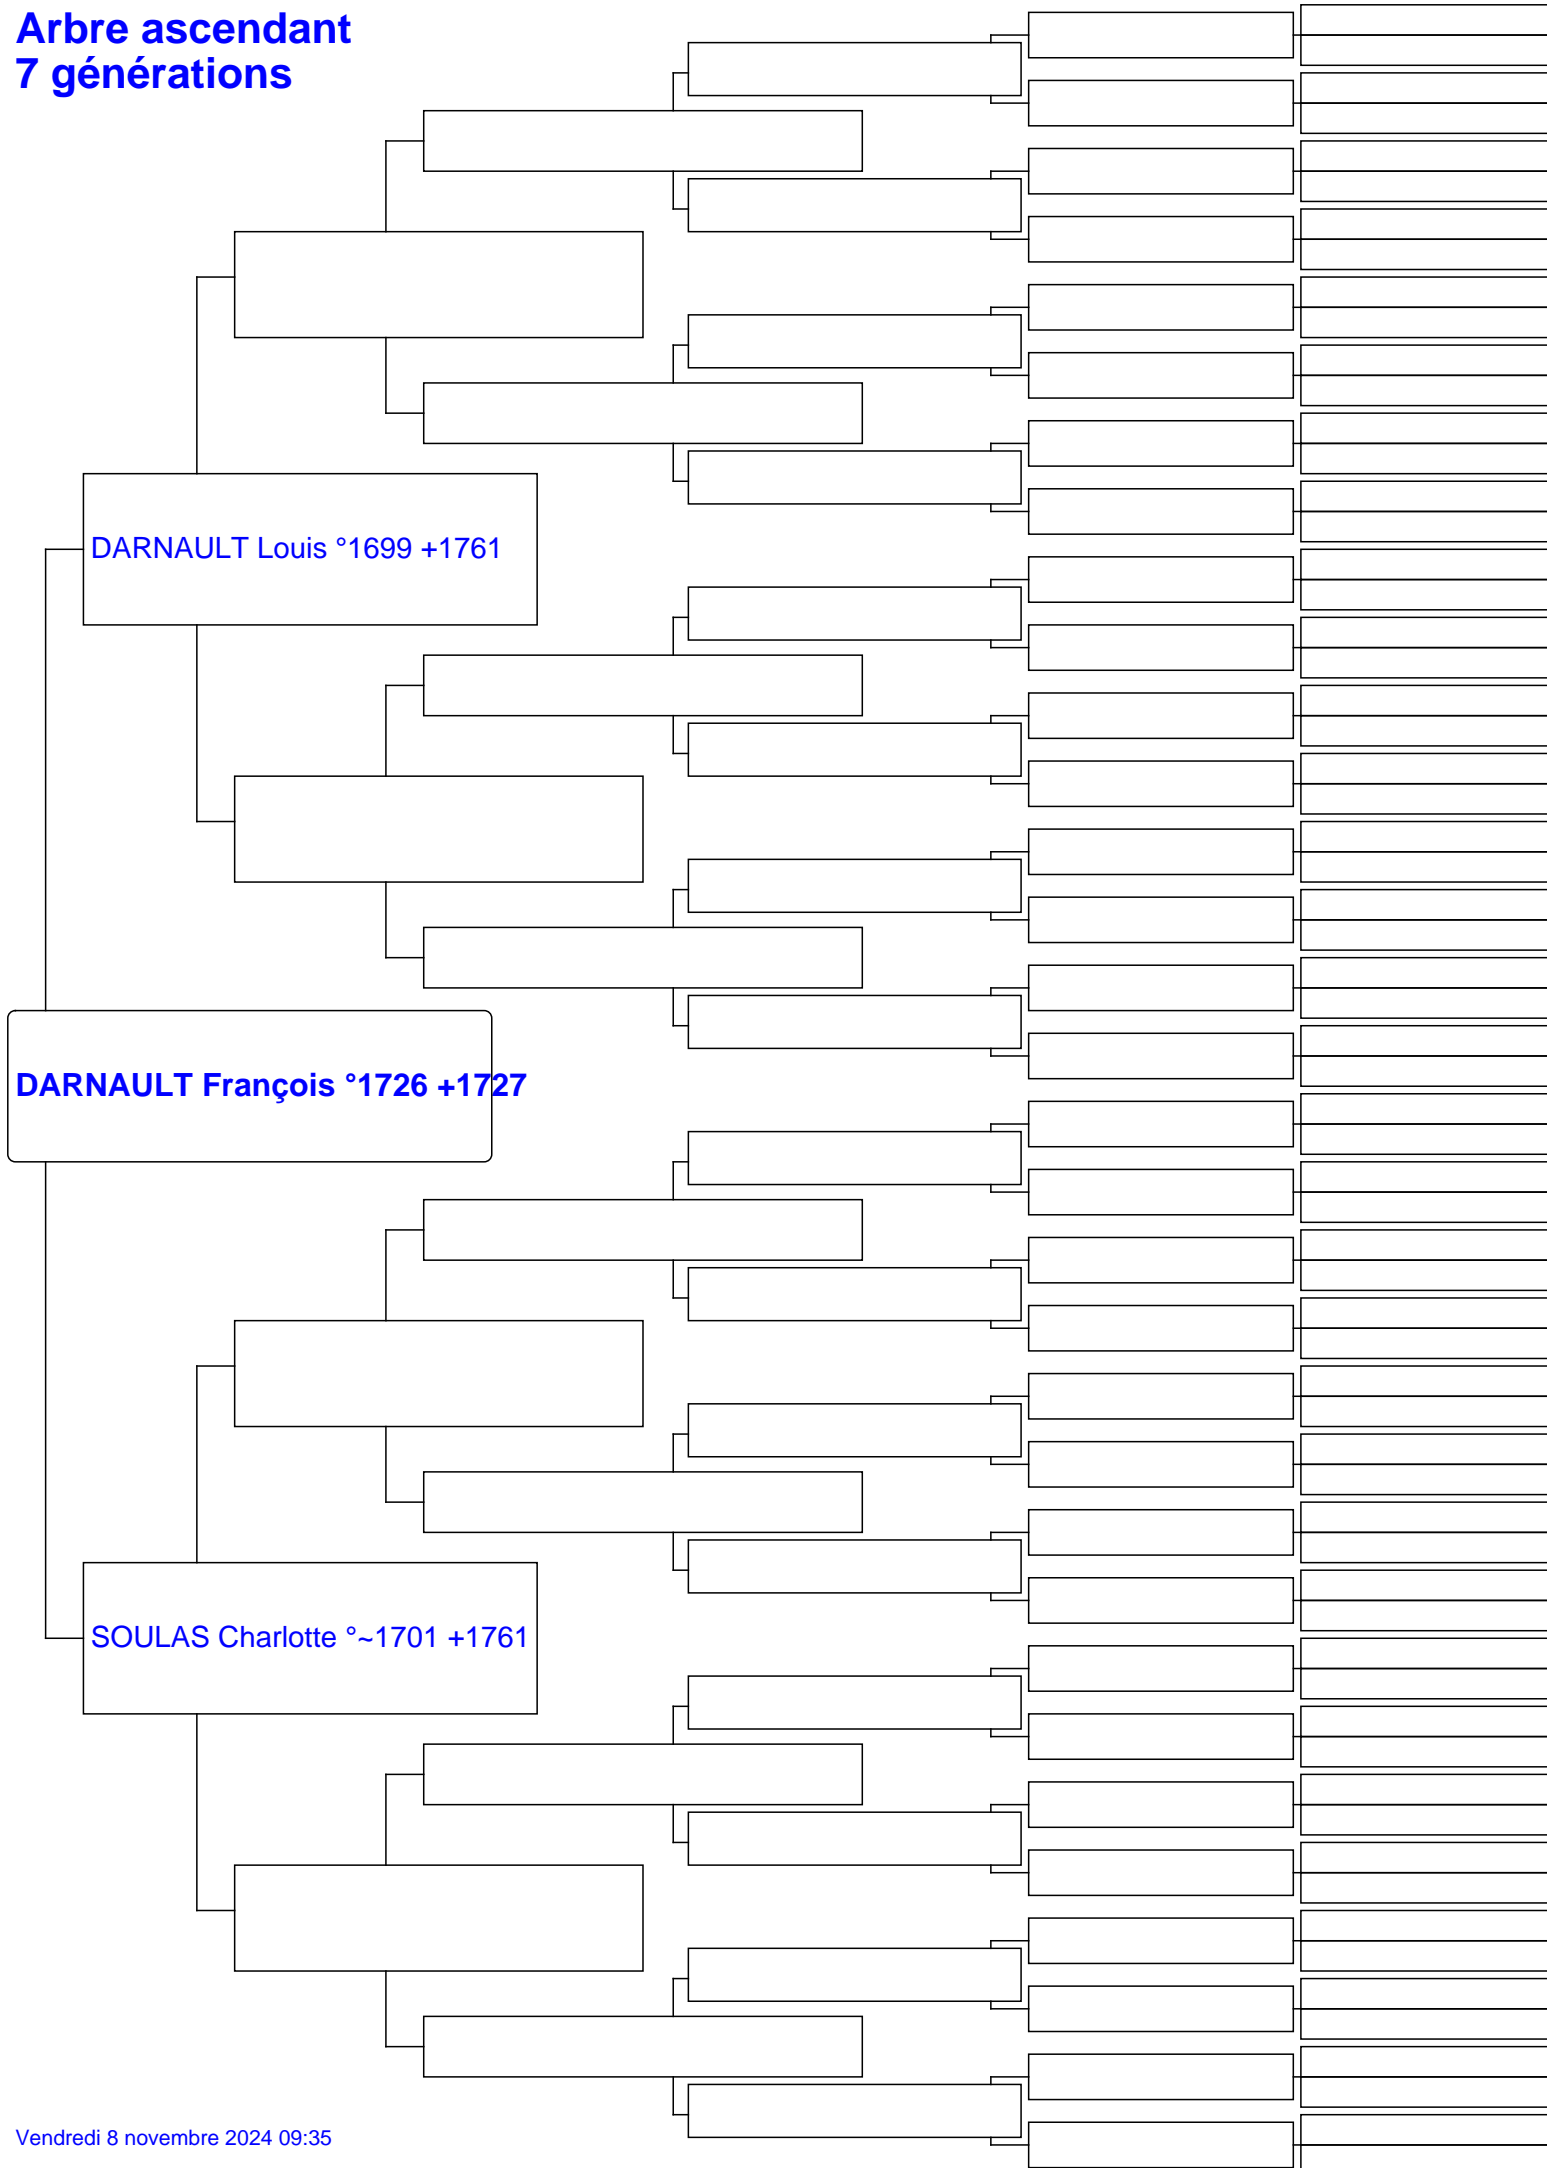 Arbre ascendant
7 générations
DARNAULT Louis °1699 +1761
DARNAULT François °1726 +1727
SOULAS Charlotte °~1701 +1761
Vendredi 8 novembre 2024 09:35